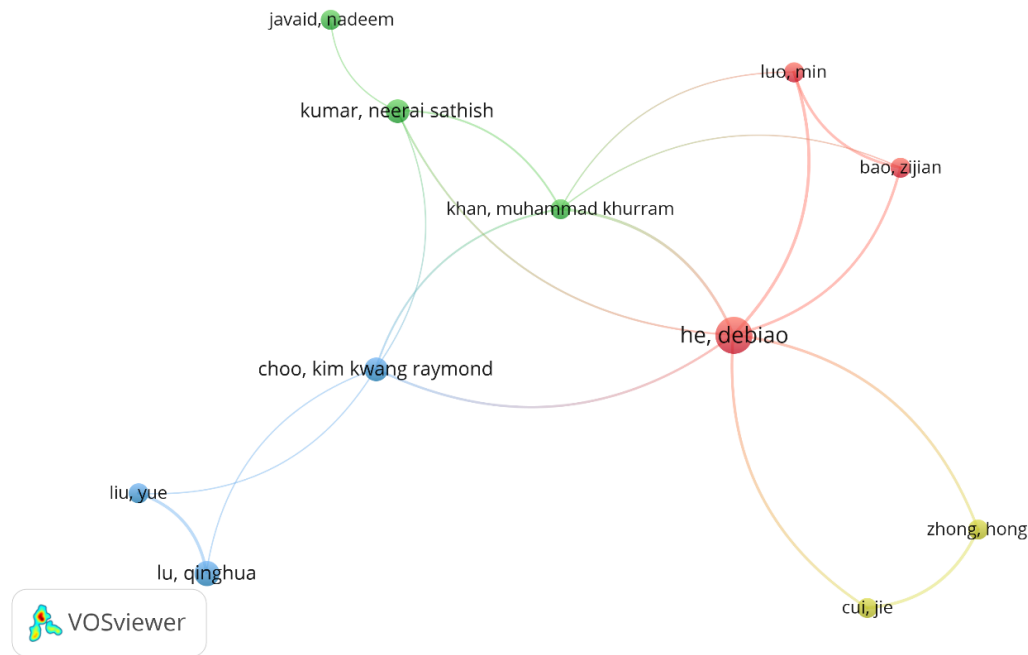 javaid, nadeem
luo, min
kumar, neerai sathish
bao, zijian
khan, muhammad khurram
he, debiao
choo, kim kwang raymond
liu, yue
zhong, hong
lu, qinghua
cui, jie
VOSviewer